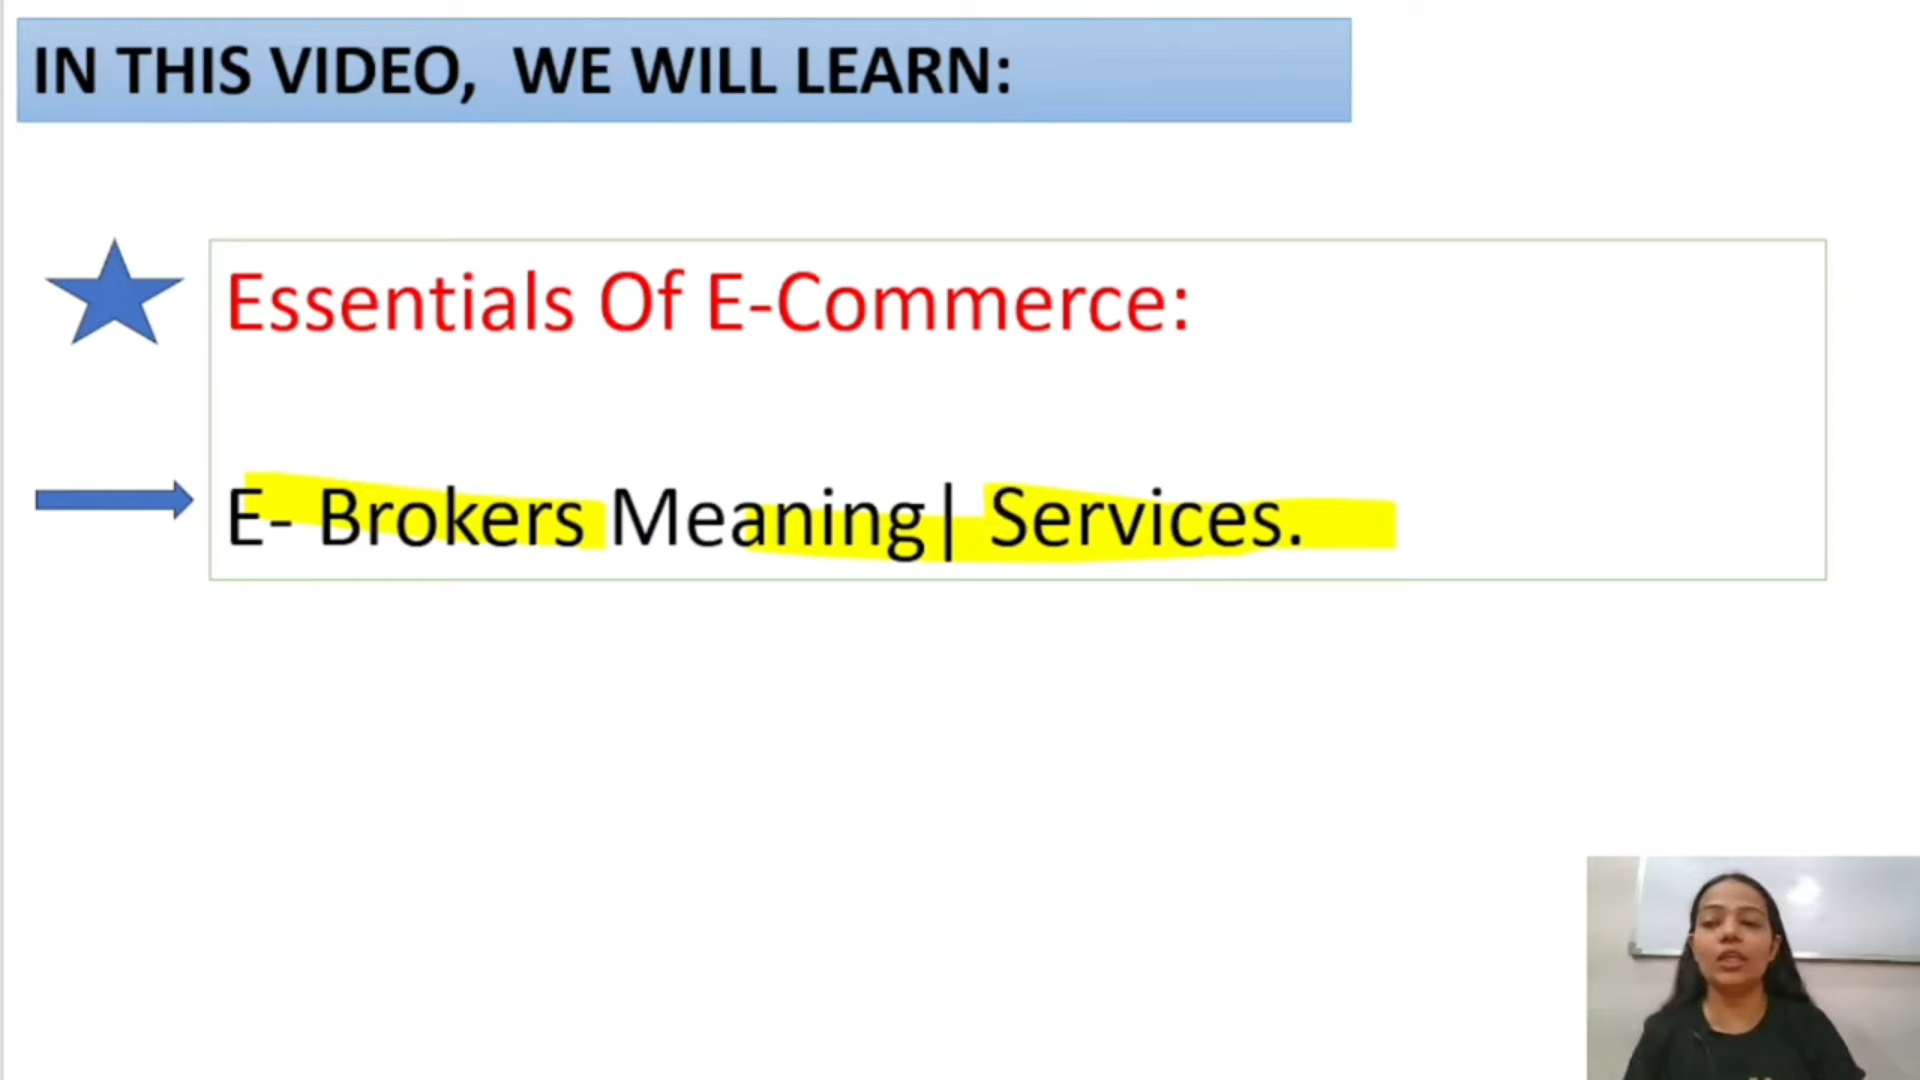 IN THIS VIDEO, WE WILL LEARN:
Essentials Of E-Commerce:
E- Brokers Meaning| Services.